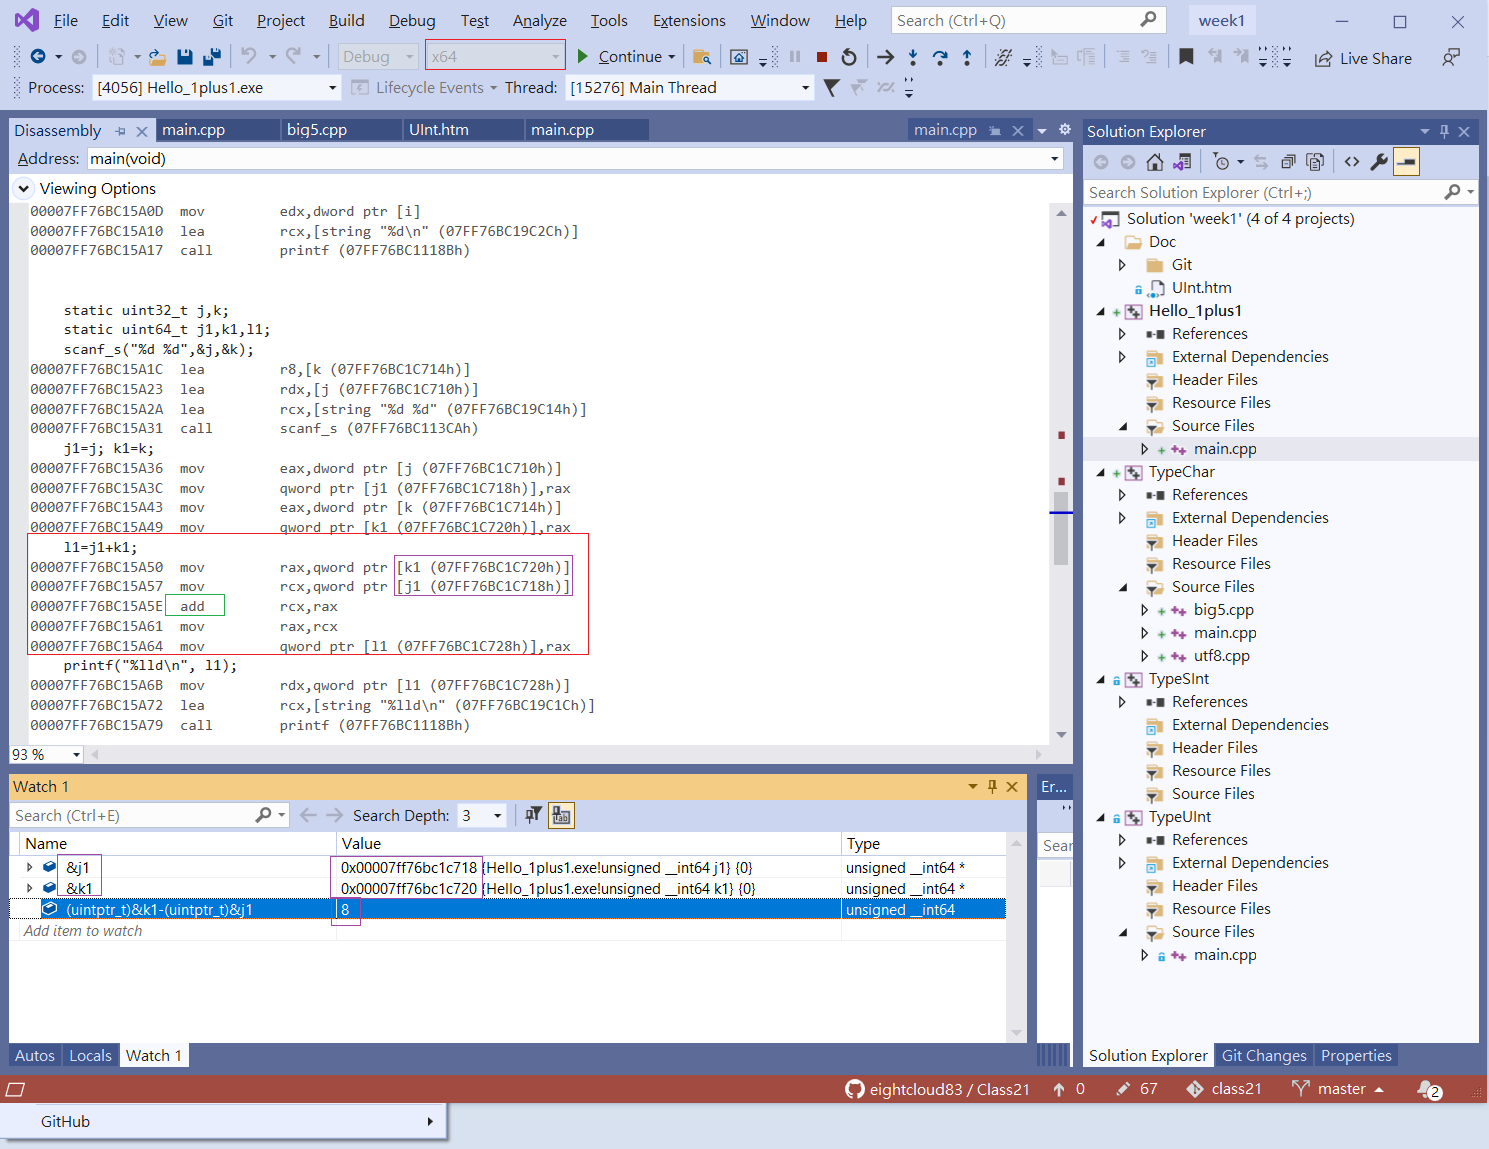 File Edit View Git Project Build Debug Test Analyze Tools Extensions Window Help Search (Ctrl+Q) week1
Debug x64 Continue Live Share
Process: [4056] Hello_1plus1.exe Lifecycle Events Thread: [15276] Main Thread
Disassembly main.cpp big5.cpp UInt.htm main.cpp main.cpp
Address: main(void)
Viewing Options
00007FF76BC15A0D mov edx,dword ptr [i]
00007FF76BC15A10 lea rcx,[string "%d\n" (07FF76BC19C2Ch)]
00007FF76BC15A17 call printf (07FF76BC1118Bh)
static uint32_t j,k;
static uint64_t j1,k1,l1;
scanf_s("%d %d",&j,&k);
00007FF76BC15A1C lea r8,[k (07FF76BC1C714h)]
00007FF76BC15A23 lea rdx,[j (07FF76BC1C710h)]
00007FF76BC15A2A lea rcx,[string "%d %d" (07FF76BC19C14h)]
00007FF76BC15A31 call scanf_s (07FF76BC113CAh)
j1=j; k1=k;
00007FF76BC15A36 mov eax,dword ptr [j (07FF76BC1C710h)]
00007FF76BC15A3C mov qword ptr [j1 (07FF76BC1C718h)],rax
00007FF76BC15A43 mov eax,dword ptr [k (07FF76BC1C714h)]
00007FF76BC15A49 mov qword ptr [k1 (07FF76BC1C720h)],rax
l1=j1+k1;
00007FF76BC15A50 mov rax,qword ptr [k1 (07FF76BC1C720h)]
00007FF76BC15A57 mov rcx,qword ptr [j1 (07FF76BC1C718h)]
00007FF76BC15A5E add rcx,rax
00007FF76BC15A61 mov rax,rcx
00007FF76BC15A64 mov qword ptr [l1 (07FF76BC1C728h)],rax
printf("%lld\n", l1);
00007FF76BC15A6B mov rdx,qword ptr [l1 (07FF76BC1C728h)]
00007FF76BC15A72 lea rcx,[string "%lld\n" (07FF76BC19C1Ch)]
00007FF76BC15A79 call printf (07FF76BC1118Bh)
93 %
Watch 1
Search (Ctrl+E) Search Depth: 3
Name Value Type
&j1 0x00007ff76bc1c718 {Hello_1plus1.exe!unsigned __int64 j1} {0} unsigned __int64 *
&k1 0x00007ff76bc1c720 {Hello_1plus1.exe!unsigned __int64 k1} {0} unsigned __int64 *
(uintptr_t)&k1-(uintptr_t)&j1 8 unsigned __int64
Add item to watch
Autos Locals Watch 1
Er...
Sear
Solution Explorer
Search Solution Explorer (Ctrl+;)
Solution 'week1' (4 of 4 projects)
Doc
Git
UInt.htm
Hello_1plus1
References
External Dependencies
Header Files
Resource Files
Source Files
main.cpp
TypeChar
References
External Dependencies
Header Files
Resource Files
Source Files
big5.cpp
main.cpp
utf8.cpp
TypeSInt
References
External Dependencies
Header Files
Resource Files
Source Files
TypeUInt
References
External Dependencies
Header Files
Resource Files
Source Files
main.cpp
Solution Explorer Git Changes Properties
eightcloud83 / Class21 0 67 class21 master 2
GitHub